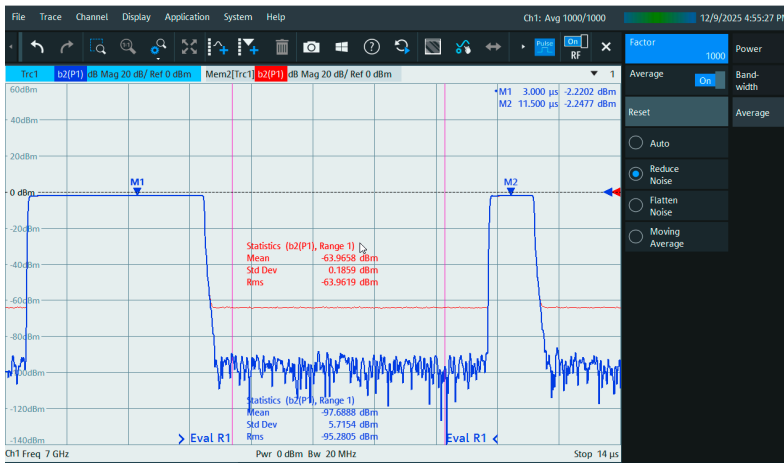 File Trace Channel Display Application System Help Ch1: Avg 1000/1000 12/9/2025 4:55:27 PM
Pulse On RF
Trc1 b2(P1) dB Mag 20 dB/ Ref 0 dBm Mem2[Trc1] b2(P1) dB Mag 20 dB/ Ref 0 dBm 1
60dBm
M1 3.000 µs -2.2202 dBm
M2 11.500 µs -2.2477 dBm
40dBm
20dBm
M1 M2
0 dBm
-20dBm
Statistics (b2(P1), Range 1)
Mean -63.9658 dBm
Std Dev 0.1859 dBm
Rms -63.9619 dBm
-40dBm
-60dBm
-80dBm
-100dBm
Statistics (b2(P1), Range 1)
Mean -97.6888 dBm
Std Dev 5.7154 dBm
Rms -95.2805 dBm
-120dBm
-140dBm
Eval R1 Eval R1
Ch1 Freq 7 GHz Pwr 0 dBm Bw 20 MHz Stop 14 µs
Factor
1000
Average
On
Reset
Auto
Reduce
Noise
Flatten
Noise
Moving
Average
Power
Band-
width
Average